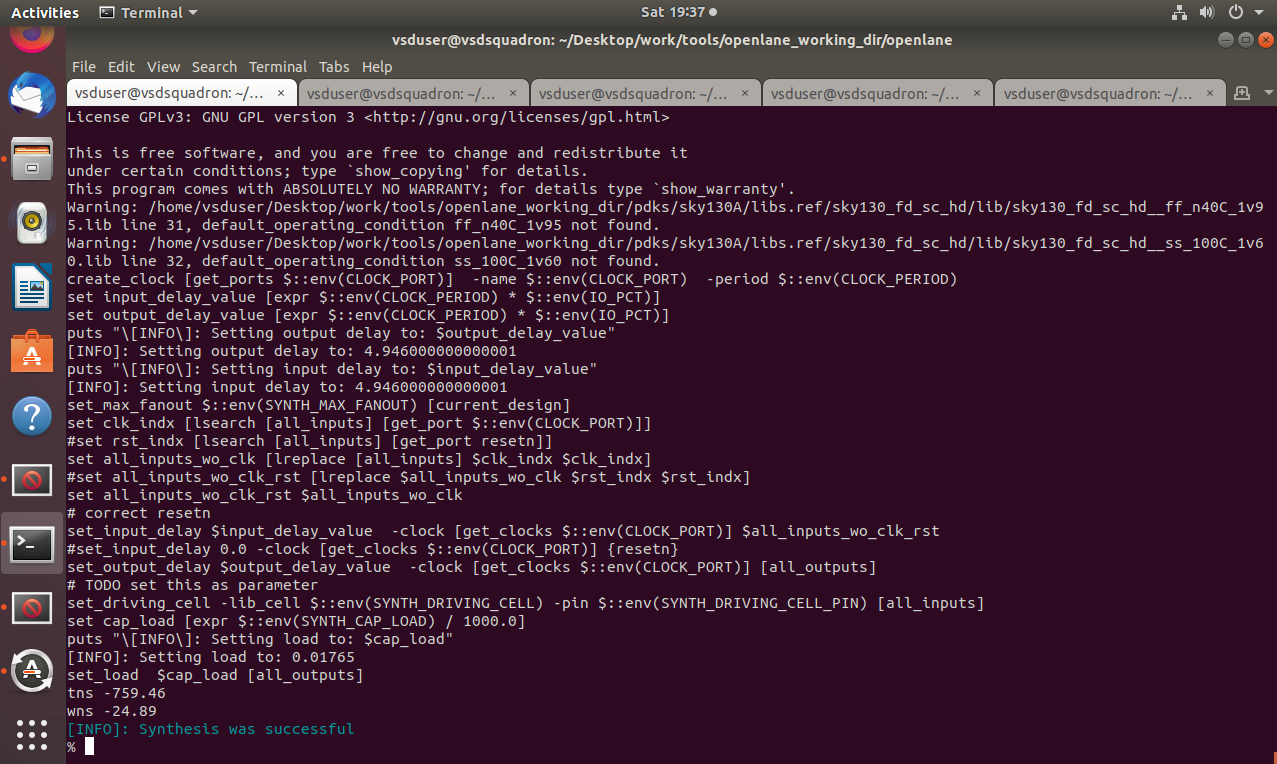 Activities Terminal Sat 19:37
vsduser@vsdsquadron: ~/Desktop/work/tools/openlane_working_dir/openlane
File Edit View Search Terminal Tabs Help
vsduser@vsdsquadron: ~/... × vsduser@vsdsquadron: ~/... × vsduser@vsdsquadron: ~/... × vsduser@vsdsquadron: ~/... × vsduser@vsdsquadron: ~/... ×
License GPLv3: GNU GPL version 3 <http://gnu.org/licenses/gpl.html>
This is free software, and you are free to change and redistribute it
under certain conditions; type `show_copying' for details.
This program comes with ABSOLUTELY NO WARRANTY; for details type `show_warranty'.
Warning: /home/vsduser/Desktop/work/tools/openlane_working_dir/pdks/sky130A/libs.ref/sky130_fd_sc_hd/lib/sky130_fd_sc_hd__ff_n40C_1v9
5.lib line 31, default_operating_condition ff_n40C_1v95 not found.
Warning: /home/vsduser/Desktop/work/tools/openlane_working_dir/pdks/sky130A/libs.ref/sky130_fd_sc_hd/lib/sky130_fd_sc_hd__ss_100C_1v6
0.lib line 32, default_operating_condition ss_100C_1v60 not found.
create_clock [get_ports $::env(CLOCK_PORT)]  -name $::env(CLOCK_PORT)  -period $::env(CLOCK_PERIOD)
set input_delay_value [expr $::env(CLOCK_PERIOD) * $::env(IO_PCT)]
set output_delay_value [expr $::env(CLOCK_PERIOD) * $::env(IO_PCT)]
puts "\[INFO\]: Setting output delay to: $output_delay_value"
[INFO]: Setting output delay to: 4.946000000000001
puts "\[INFO\]: Setting input delay to: $input_delay_value"
[INFO]: Setting input delay to: 4.946000000000001
set_max_fanout $::env(SYNTH_MAX_FANOUT) [current_design]
set clk_indx [lsearch [all_inputs] [get_port $::env(CLOCK_PORT)]]
#set rst_indx [lsearch [all_inputs] [get_port resetn]]
set all_inputs_wo_clk [lreplace [all_inputs] $clk_indx $clk_indx]
#set all_inputs_wo_clk_rst [lreplace $all_inputs_wo_clk $rst_indx $rst_indx]
set all_inputs_wo_clk_rst $all_inputs_wo_clk
# correct resetn
set_input_delay $input_delay_value  -clock [get_clocks $::env(CLOCK_PORT)] $all_inputs_wo_clk_rst
#set_input_delay 0.0 -clock [get_clocks $::env(CLOCK_PORT)] {resetn}
set_output_delay $output_delay_value  -clock [get_clocks $::env(CLOCK_PORT)] [all_outputs]
# TODO set this as parameter
set_driving_cell -lib_cell $::env(SYNTH_DRIVING_CELL) -pin $::env(SYNTH_DRIVING_CELL_PIN) [all_inputs]
set cap_load [expr $::env(SYNTH_CAP_LOAD) / 1000.0]
puts "\[INFO\]: Setting load to: $cap_load"
[INFO]: Setting load to: 0.01765
set_load  $cap_load [all_outputs]
tns -759.46
wns -24.89
[INFO]: Synthesis was successful
%